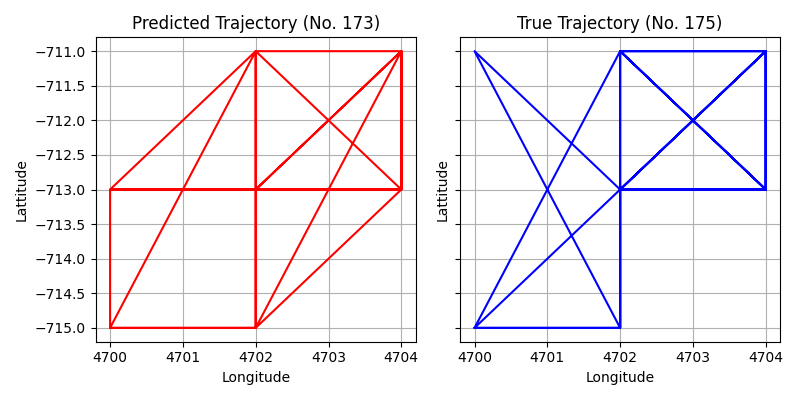 Predicted Trajectory (No. 173)
True Trajectory (No. 175)
−711.0
−711.5
−712.0
−712.5
−713.0
−713.5
−714.0
−714.5
−715.0
Lattitude
Lattitude
4700 4701 4702 4703 4704
4700 4701 4702 4703 4704
Longitude
Longitude